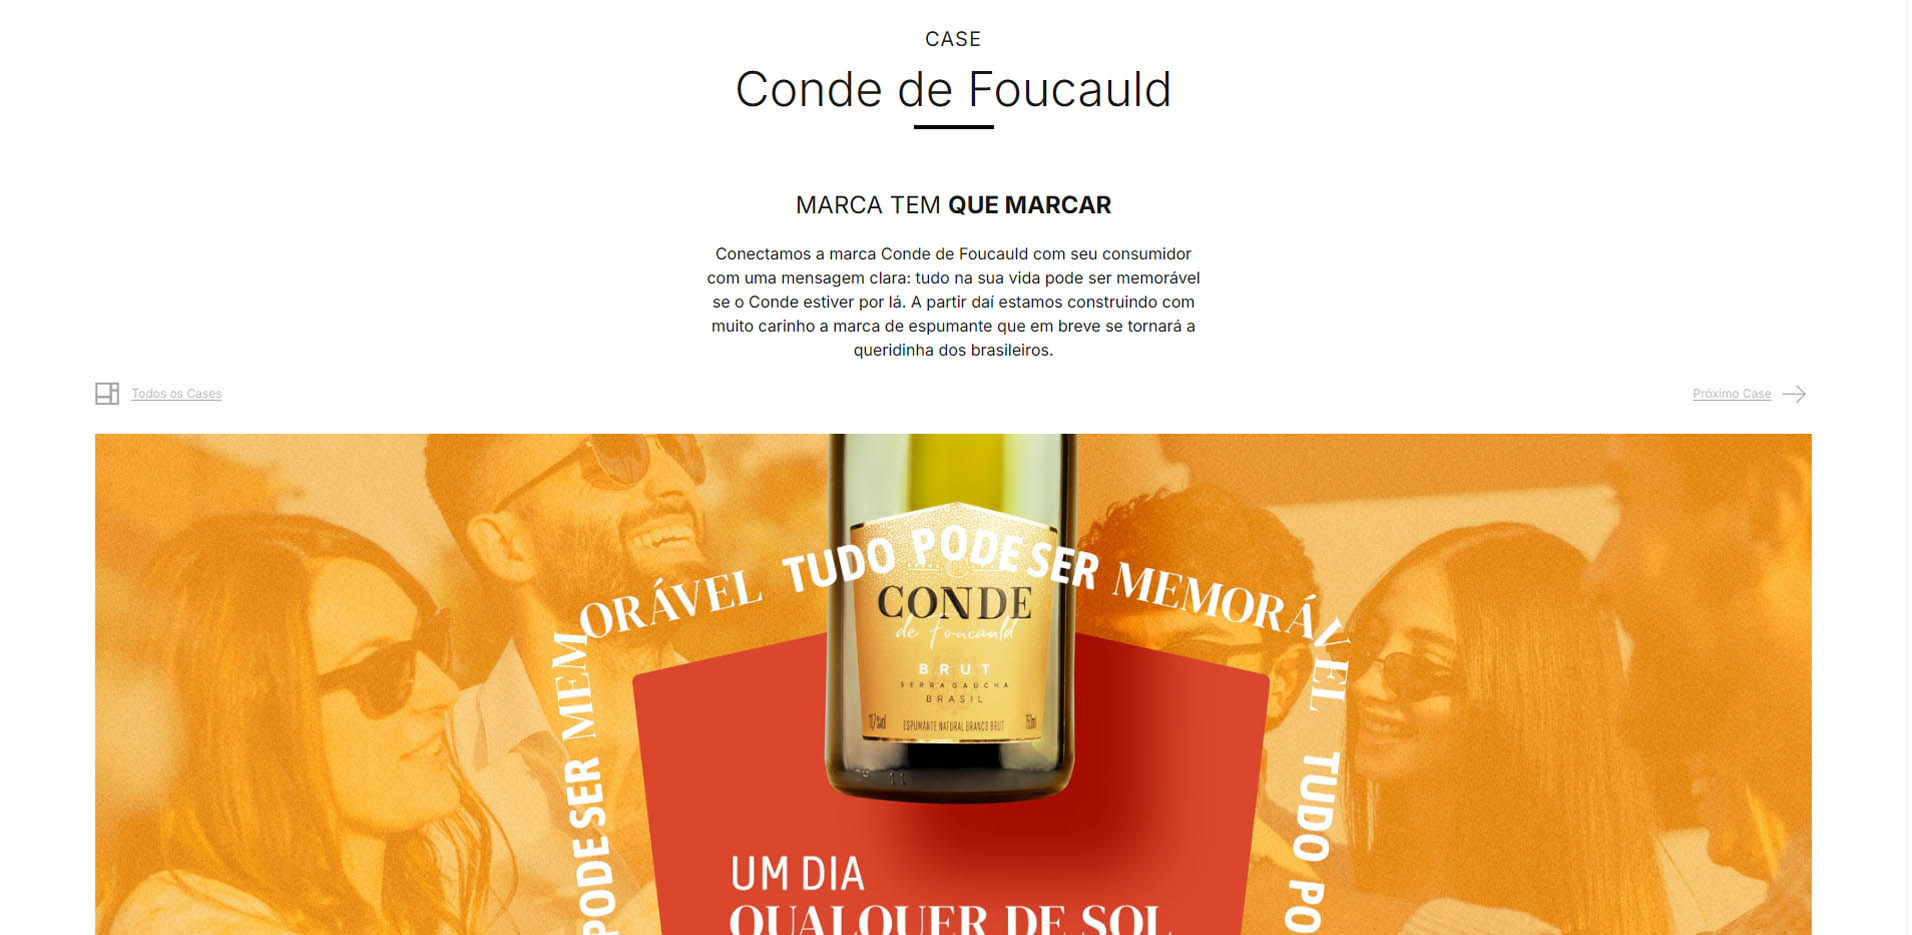 CASE
Conde de Foucauld
MARCA TEM QUE MARCAR
Conectamos a marca Conde de Foucauld com seu consumidor
com uma mensagem clara: tudo na sua vida pode ser memorável
se o Conde estiver por lá. A partir daí estamos construindo com
muito carinho a marca de espumante que em breve se tornará a
queridinha dos brasileiros.
Todos os Cases
Próximo Case
PODE SER MEMORÁVEL TUDO PODE SER MEMORÁVEL TUDO PO
CONDE
de Foucauld
BRUT
SERRA GAÚCHA
BRASIL
ESPUMANTE NATURAL BRANCO BRUT
750ml
UM DIA
QUALQUER DE SOL